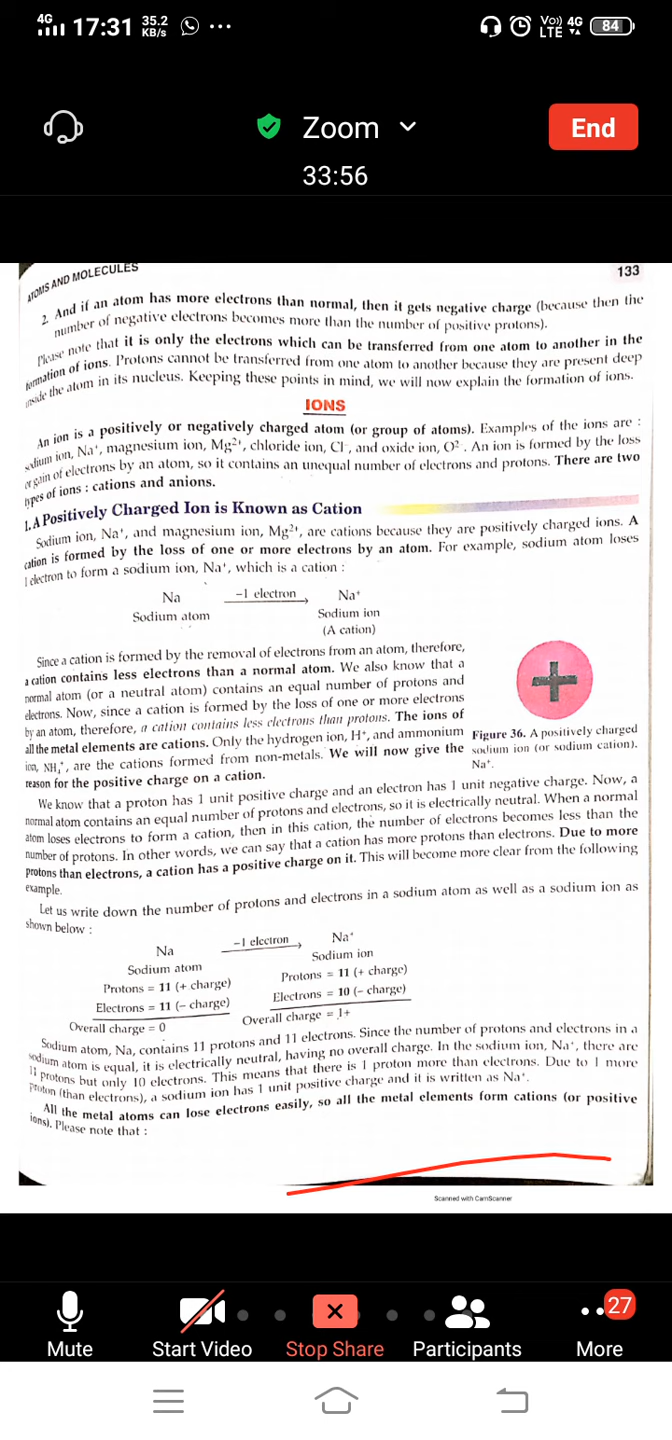 4G 17:31 35.2 KB/s ... Vo)) LTE 4G 84
Zoom
End
33:56
ATOMS AND MOLECULES 133
2. And if an atom has more electrons than normal, then it gets negative charge (because then the
number of negative electrons becomes more than the number of positive protons).
Please note that it is only the electrons which can be transferred from one atom to another in the
formation of ions. Protons cannot be transferred from one atom to another because they are present deep
inside the atom in its nucleus. Keeping these points in mind, we will now explain the formation of ions.
IONS
An ion is a positively or negatively charged atom (or group of atoms). Examples of the ions are :
sodium ion, Na⁺, magnesium ion, Mg²⁺, chloride ion, Cl⁻, and oxide ion, O². An ion is formed by the loss
or gain of electrons by an atom, so it contains an unequal number of electrons and protons. There are two
types of ions : cations and anions.
1. A Positively Charged Ion is Known as Cation
Sodium ion, Na⁺, and magnesium ion, Mg²⁺, are cations because they are positively charged ions. A
cation is formed by the loss of one or more electrons by an atom. For example, sodium atom loses
1 electron to form a sodium ion, Na⁺, which is a cation :
Na –1 electron Na⁺
Sodium atom Sodium ion
(A cation)
Since a cation is formed by the removal of electrons from an atom, therefore,
a cation contains less electrons than a normal atom. We also know that a
normal atom (or a neutral atom) contains an equal number of protons and
electrons. Now, since a cation is formed by the loss of one or more electrons
by an atom, therefore, a cation contains less electrons than protons. The ions of
all the metal elements are cations. Only the hydrogen ion, H⁺, and ammonium
ion, NH₄⁺, are the cations formed from non-metals. We will now give the
reason for the positive charge on a cation.
+
Figure 36. A positively charged
sodium ion (or sodium cation).
Na⁺.
We know that a proton has 1 unit positive charge and an electron has 1 unit negative charge. Now, a
normal atom contains an equal number of protons and electrons, so it is electrically neutral. When a normal
atom loses electrons to form a cation, then in this cation, the number of electrons becomes less than the
number of protons. In other words, we can say that a cation has more protons than electrons. Due to more
protons than electrons, a cation has a positive charge on it. This will become more clear from the following
example.
Let us write down the number of protons and electrons in a sodium atom as well as a sodium ion as
shown below :
Na –1 electron Na⁺
Sodium atom Sodium ion
Protons = 11 (+ charge) Protons = 11 (+ charge)
Electrons = 11 (– charge) Electrons = 10 (– charge)
Overall charge = 0 Overall charge = 1+
Sodium atom, Na, contains 11 protons and 11 electrons. Since the number of protons and electrons in a
sodium atom is equal, it is electrically neutral, having no overall charge. In the sodium ion, Na⁺, there are
11 protons but only 10 electrons. This means that there is 1 proton more than electrons. Due to 1 more
proton (than electrons), a sodium ion has 1 unit positive charge and it is written as Na⁺.
All the metal atoms can lose electrons easily, so all the metal elements form cations (or positive
ions). Please note that :
Scanned with CamScanner
27
Mute Start Video Stop Share Participants More